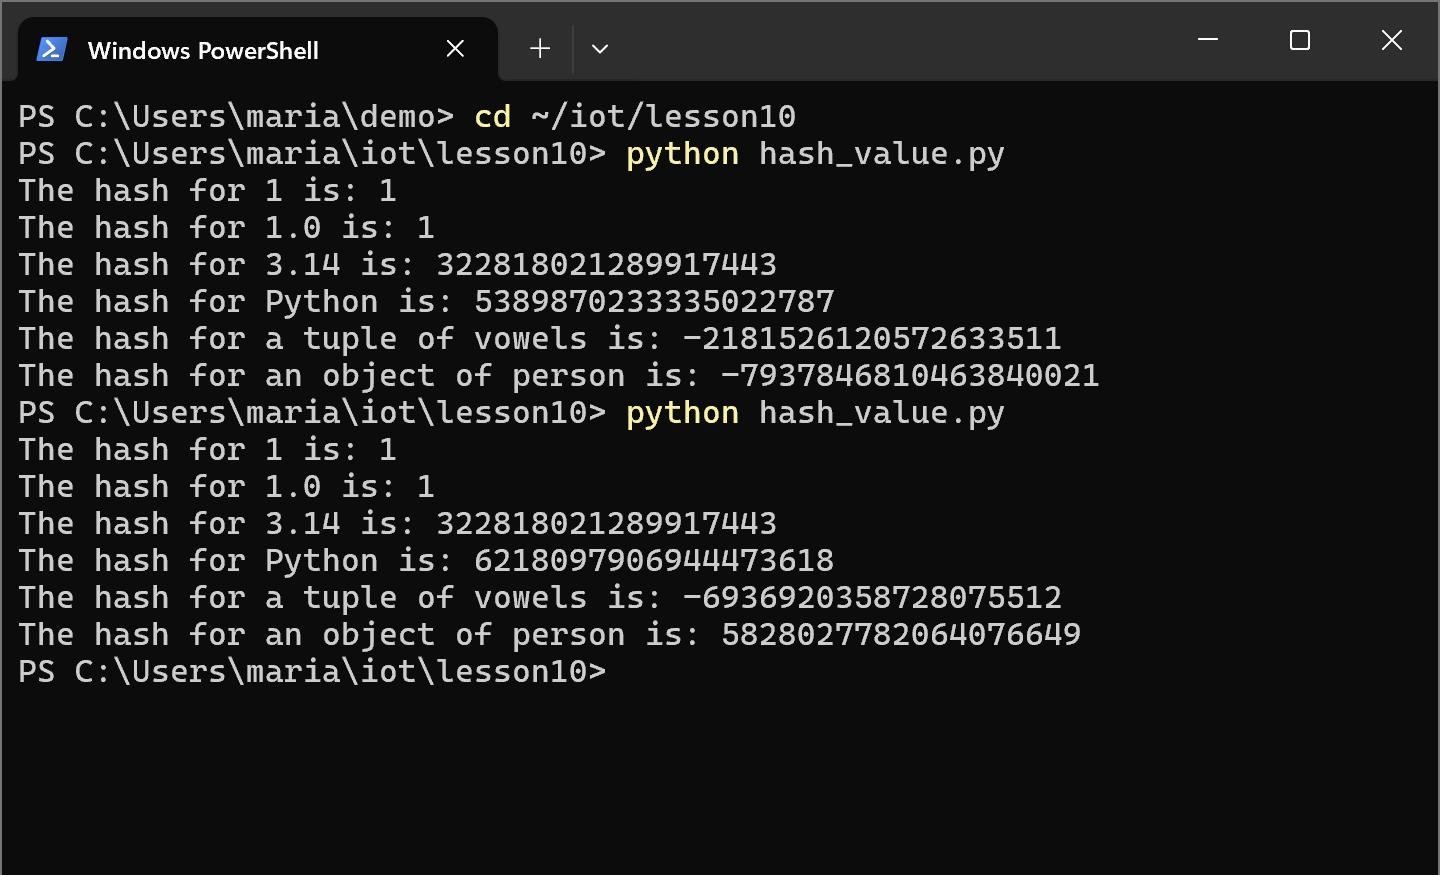 Windows PowerShell
PS C:\Users\maria\demo> cd ~/iot/lesson10
PS C:\Users\maria\iot\lesson10> python hash_value.py
The hash for 1 is: 1
The hash for 1.0 is: 1
The hash for 3.14 is: 322818021289917443
The hash for Python is: 5389870233335022787
The hash for a tuple of vowels is: -2181526120572633511
The hash for an object of person is: -7937846810463840021
PS C:\Users\maria\iot\lesson10> python hash_value.py
The hash for 1 is: 1
The hash for 1.0 is: 1
The hash for 3.14 is: 322818021289917443
The hash for Python is: 6218097906944473618
The hash for a tuple of vowels is: -6936920358728075512
The hash for an object of person is: 5828027782064076649
PS C:\Users\maria\iot\lesson10>